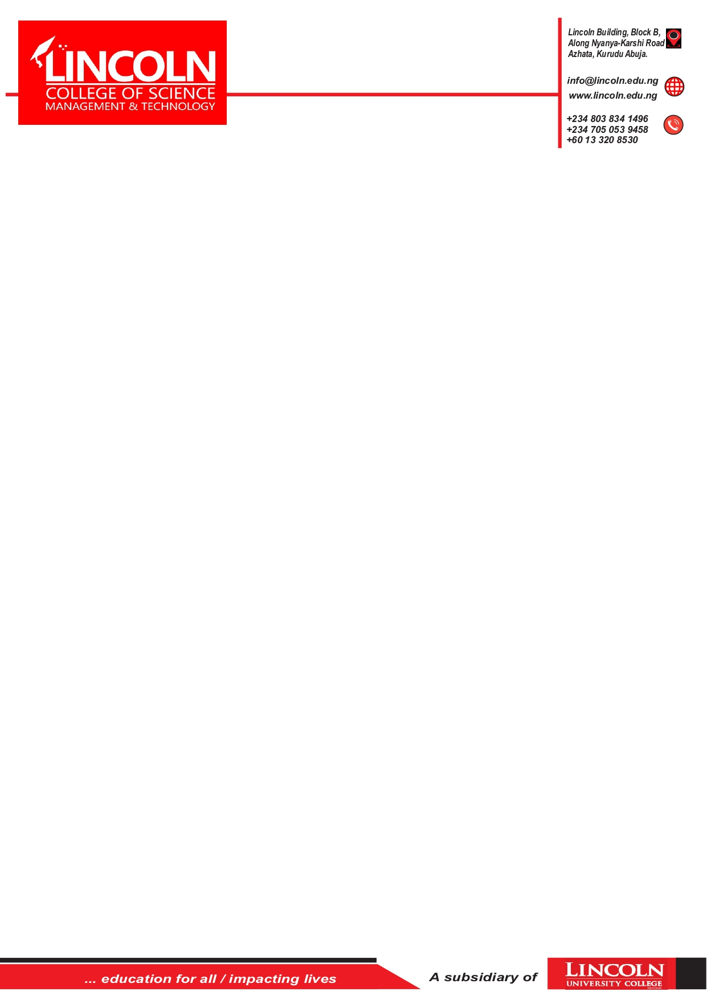 LINCOLN
COLLEGE OF SCIENCE
MANAGEMENT & TECHNOLOGY
Lincoln Building, Block B,
Along Nyanya-Karshi Road
Azhata, Kurudu Abuja.
info@lincoln.edu.ng
www.lincoln.edu.ng
+234 803 834 1496
+234 705 053 9458
+60 13 320 8530
... education for all / impacting lives
A subsidiary of
LINCOLN
UNIVERSITY COLLEGE